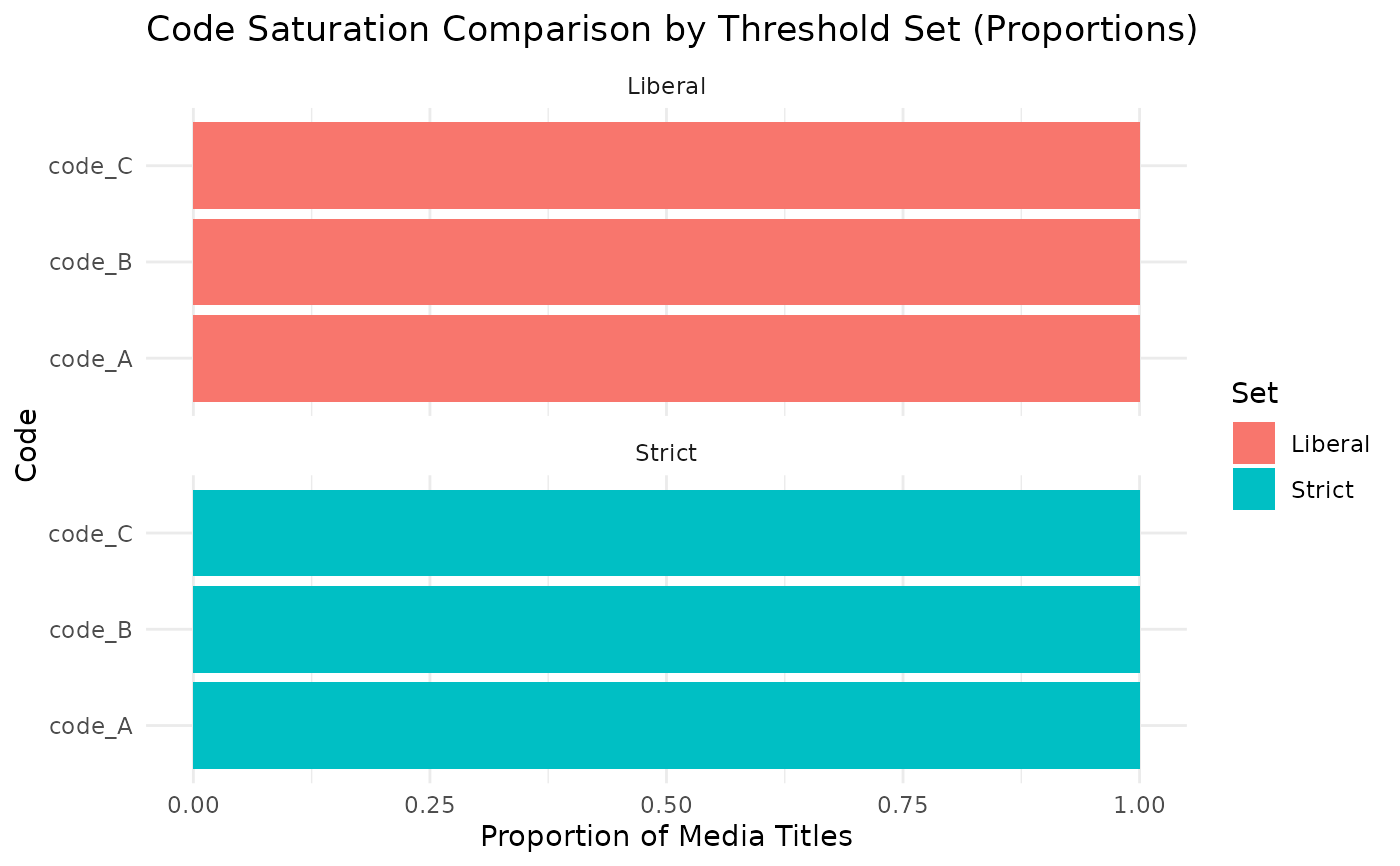 Code Saturation Comparison by Threshold Set (Proportions)
Liberal
code_C
code_B
code_A
Strict
code_C
code_B
code_A
0.00 0.25 0.50 0.75 1.00
Proportion of Media Titles
Code
Set
Liberal
Strict